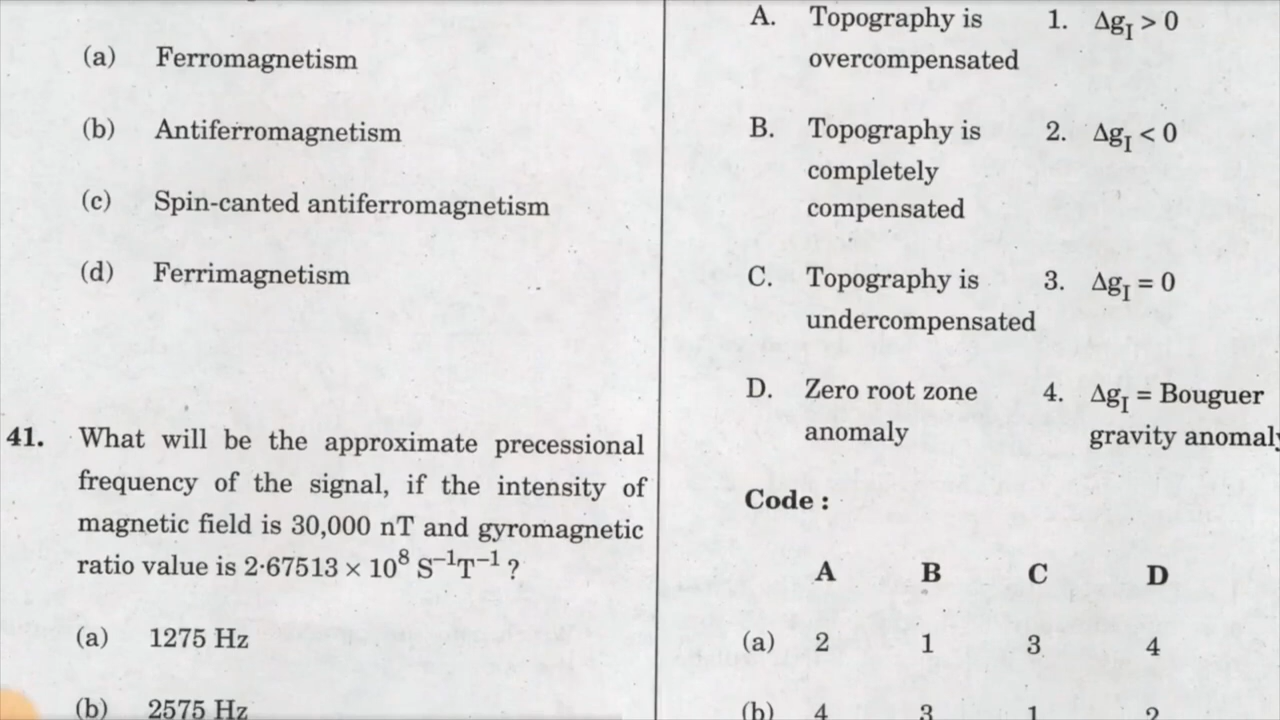 (a) Ferromagnetism
(b) Antiferromagnetism
(c) Spin-canted antiferromagnetism
(d) Ferrimagnetism
41. What will be the approximate precessional
frequency of the signal, if the intensity of
magnetic field is 30,000 nT and gyromagnetic
ratio value is 2·67513 × 10⁸ S⁻¹T⁻¹ ?
(a) 1275 Hz
(b) 2575 Hz
A. Topography is 1. Δg_I > 0
overcompensated
B. Topography is 2. Δg_I < 0
completely
compensated
C. Topography is 3. Δg_I = 0
undercompensated
D. Zero root zone 4. Δg_I = Bouguer
anomaly gravity anomaly
Code :
A B C D
(a) 2 1 3 4
(b) 4 3 1 2